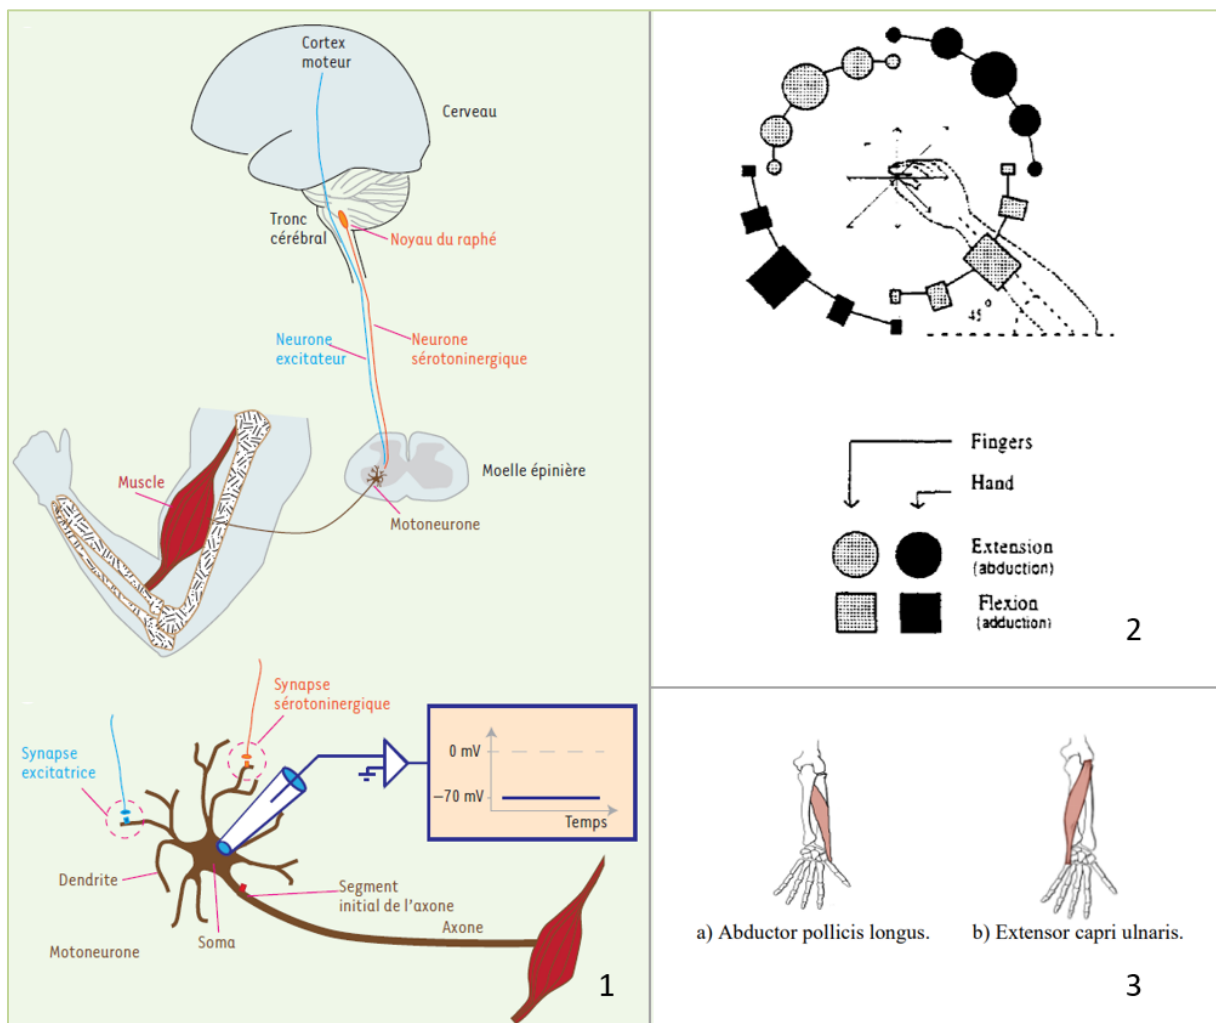 Cortex
moteur
Cerveau
Tronc
cérébral
Noyau du raphé
Neurone
excitateur
Neurone
sérotoninergique
Moelle épinière
Muscle
Motoneurone
Synapse
sérotoninergique
Synapse
excitatrice
0 mV
−70 mV
Temps
Dendrite
Segment
initial de l'axone
Axone
Soma
Motoneurone
1
45°
Fingers
Hand
Extension
(abduction)
Flexion
(adduction)
2
a) Abductor pollicis longus.
b) Extensor capri ulnaris.
3